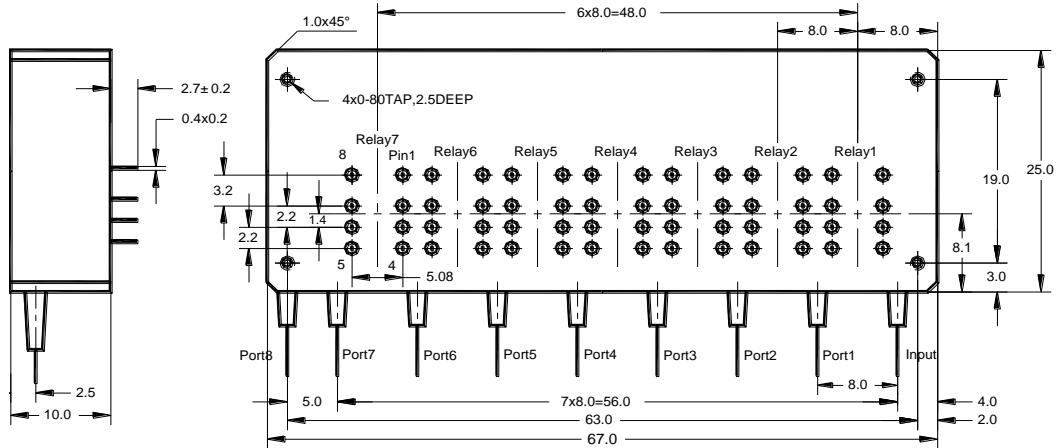 6x8.0=48.0
1.0x45°
8.0
8.0
2.7±0.2
4x0-80TAP,2.5DEEP
0.4x0.2
Relay7
8
Pin1
Relay6
Relay5
Relay4
Relay3
Relay2
Relay1
3.2
2.2
1.4
2.2
19.0
25.0
8.1
3.0
5
4
5.08
Port8
Port7
Port6
Port5
Port4
Port3
Port2
Port1
Input
2.5
10.0
5.0
7x8.0=56.0
8.0
4.0
63.0
2.0
67.0